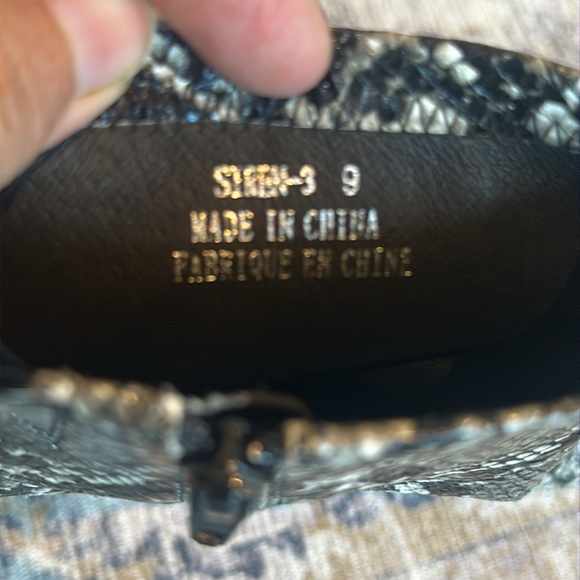 SIREN-3 9
MADE IN CHINA
FABRIQUE EN CHINE